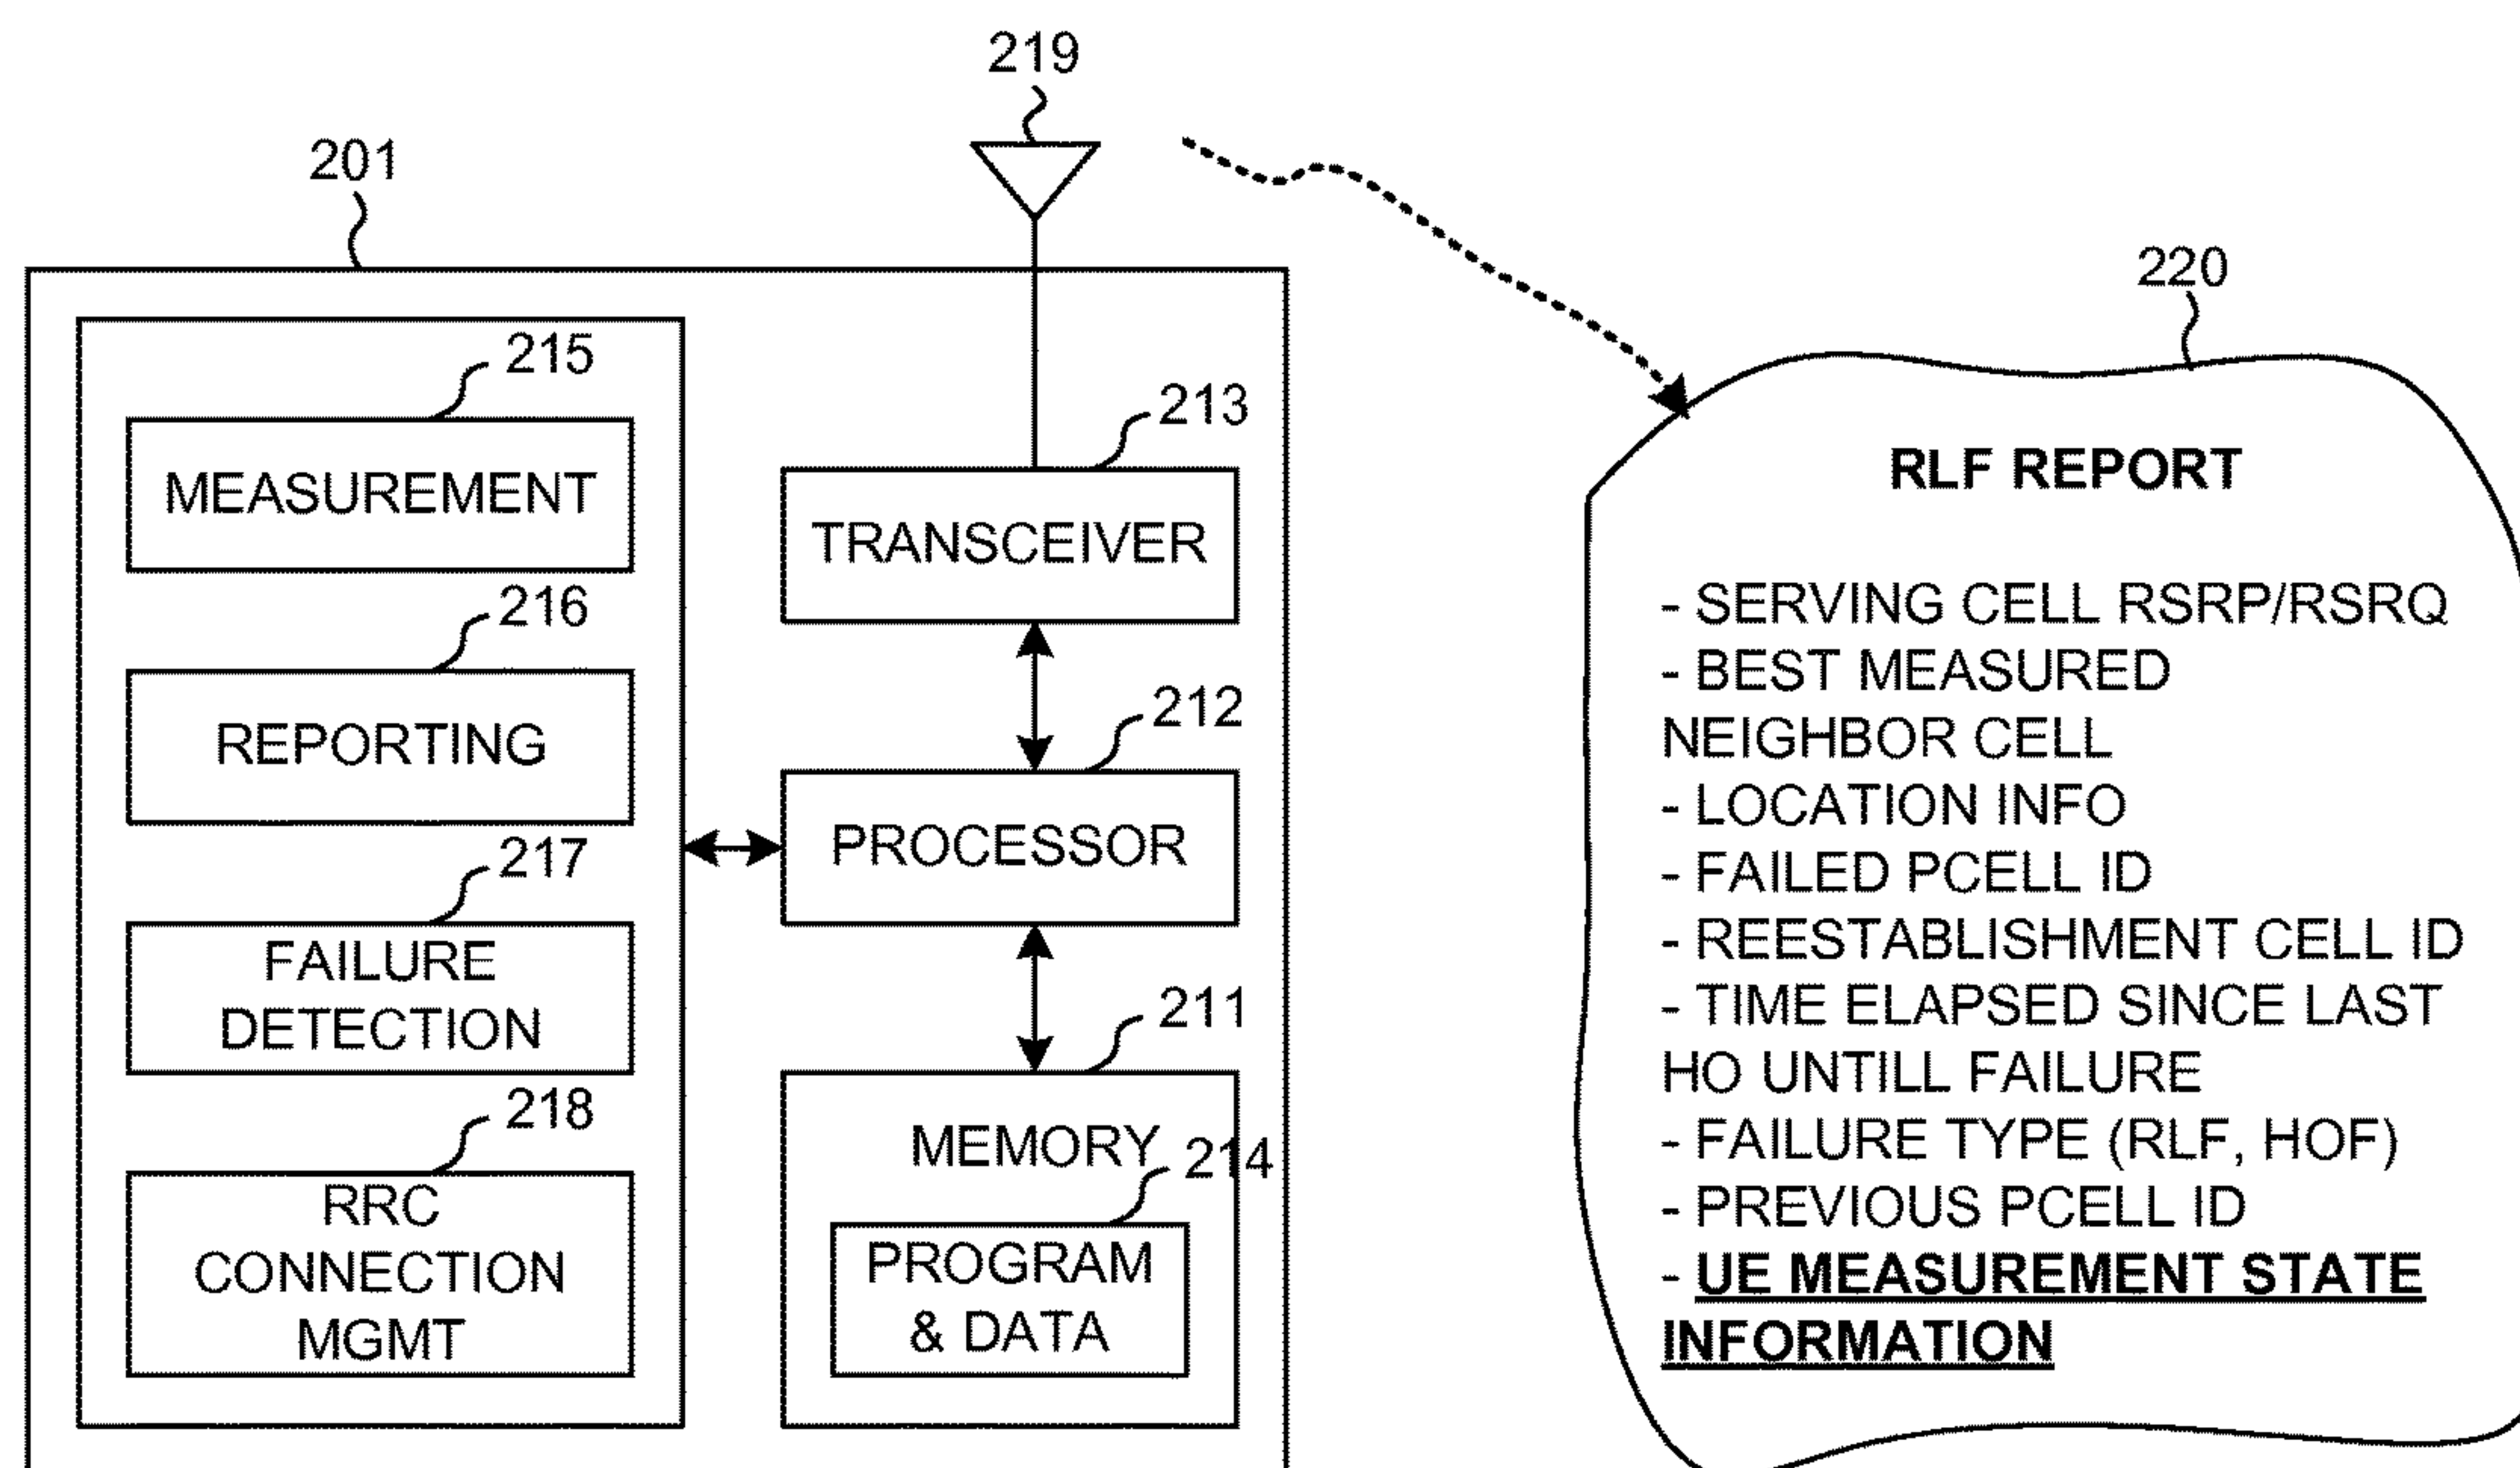 219
201
220
215
213
MEASUREMENT
TRANSCEIVER
216
REPORTING
212
PROCESSOR
217
FAILURE
DETECTION
211
MEMORY
214
218
RRC
CONNECTION
MGMT
PROGRAM
& DATA
RLF REPORT
- SERVING CELL RSRP/RSRQ
- BEST MEASURED
NEIGHBOR CELL
- LOCATION INFO
- FAILED PCELL ID
- REESTABLISHMENT CELL ID
- TIME ELAPSED SINCE LAST
HO UNTILL FAILURE
- FAILURE TYPE (RLF, HOF)
- PREVIOUS PCELL ID
- UE MEASUREMENT STATE
INFORMATION